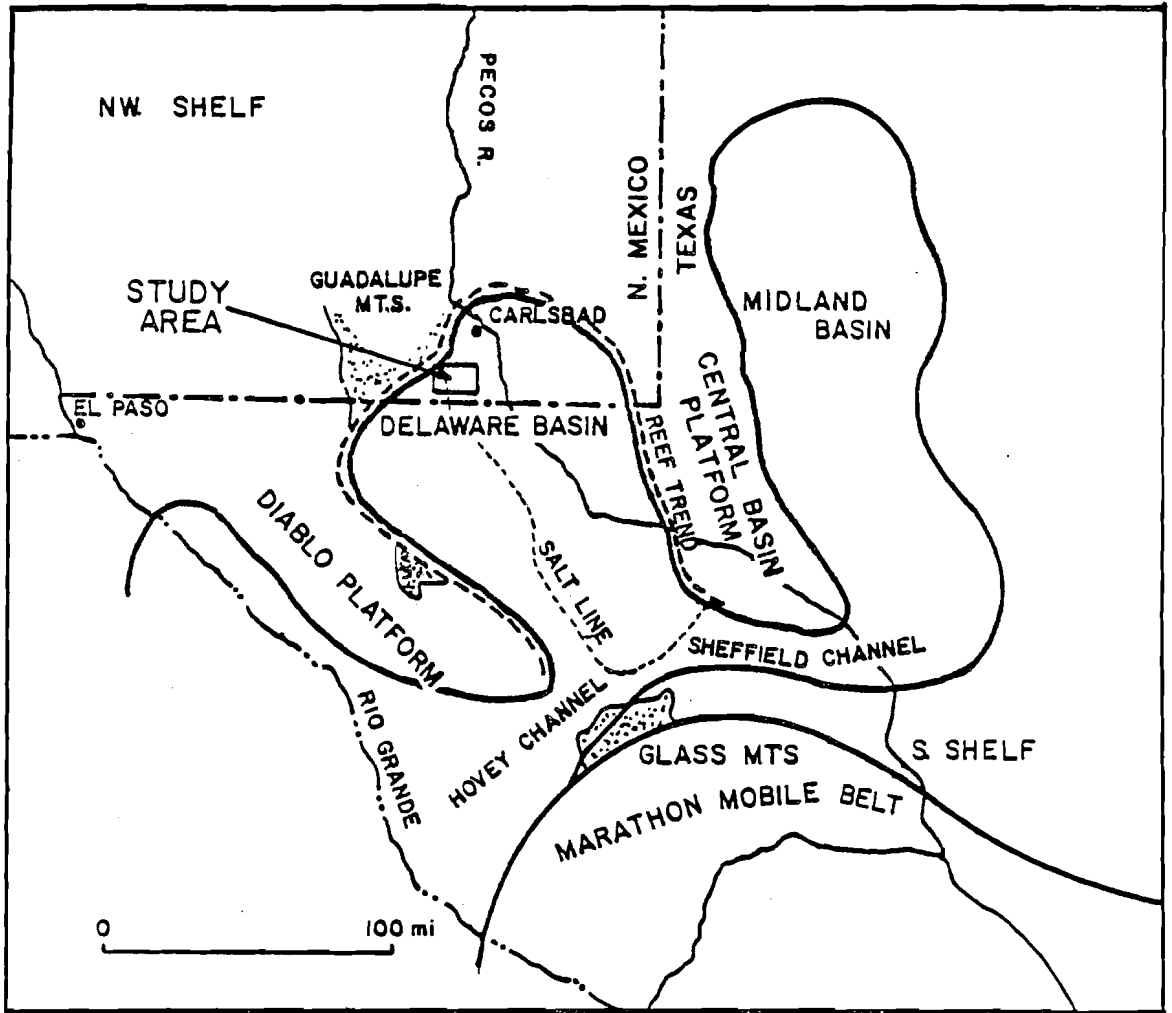 NW. SHELF
PECOS R.
N. MEXICO
TEXAS
GUADALUPE
MT.S.
STUDY
AREA
CARLSBAD
MIDLAND
BASIN
CENTRAL BASIN
PLATFORM
EL PASO
DELAWARE BASIN
REEF TREND
DIABLO PLATFORM
SALT LINE
SHEFFIELD CHANNEL
HOVEY CHANNEL
RIO GRANDE
GLASS MTS
S. SHELF
MARATHON MOBILE BELT
0 100 mi